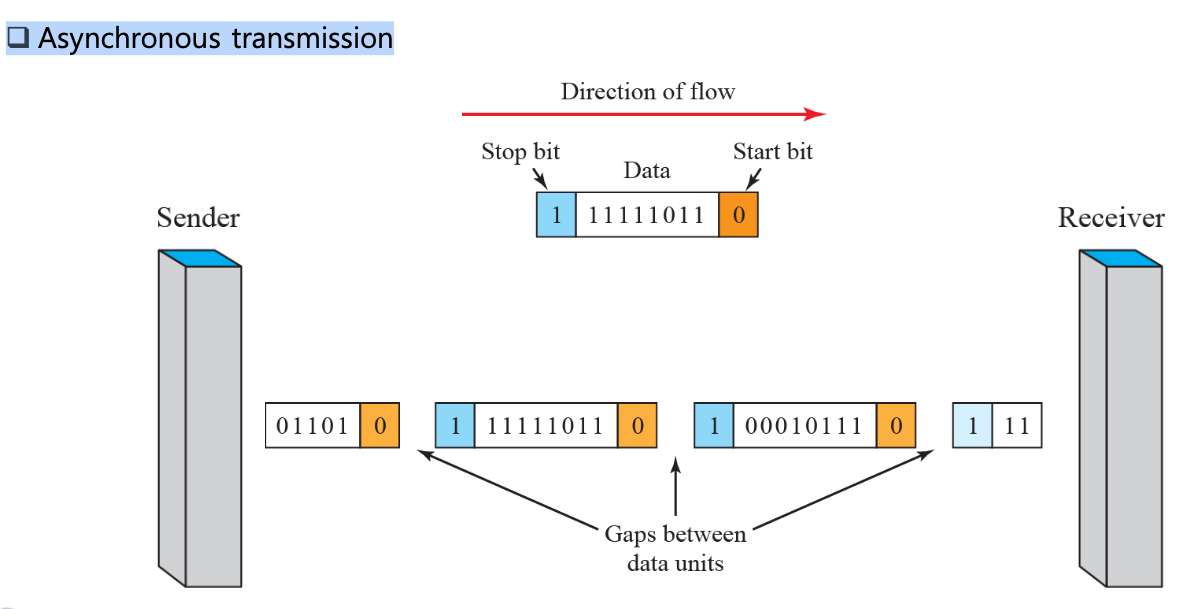 ❑ Asynchronous transmission
Direction of flow
Stop bit
Data
Start bit
1 11111011 0
Sender
Receiver
01101 0 1 11111011 0 1 00010111 0 1 11
Gaps between
data units